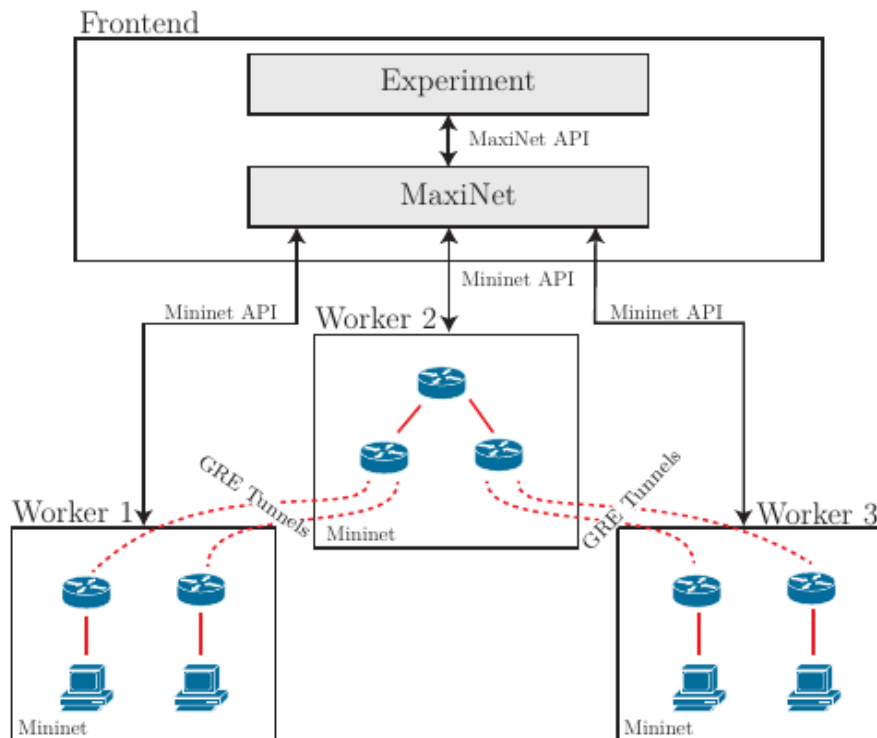 Frontend
Experiment
MaxiNet API
MaxiNet
Mininet API
Mininet API
Mininet API
Worker 2
GRE Tunnels
GRE Tunnels
Mininet
Worker 1
Worker 3
Mininet
Mininet